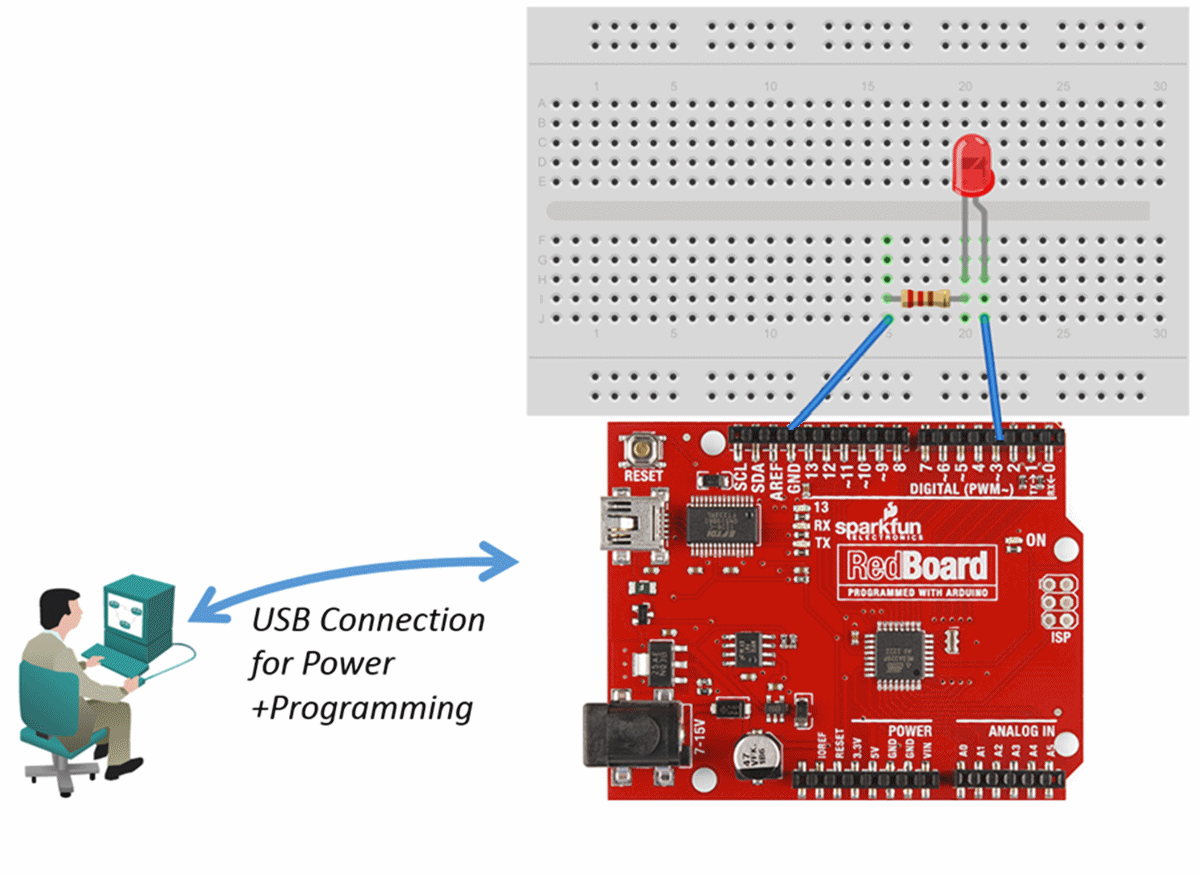 1 5 10 15 20 25 30
A
B
C
D
E
F
G
H
I
J
1 5 10 5 20 25 30
RESET
SCL
SDA
AREF
GND
13
12
~11
~10
~9
8
7
~6
~5
4
~3
2
1
0
DIGITAL (PWM~)
13
RX
TX
sparkfun
ELECTRONICS
ON
RedBoard
PROGRAMMED WITH ARDUINO
ISP
USB Connection
for Power
+Programming
7-15V
47
POWER
ANALOG IN
IOREF
RESET
3.3V
5V
GND
GND
VIN
A0
A1
A2
A3
A4
A5